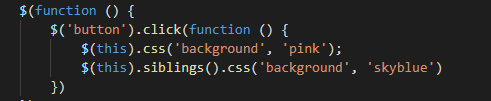 $(function () {
    $('button').click(function () {
        $(this).css('background', 'pink');
        $(this).siblings().css('background', 'skyblue')
    })